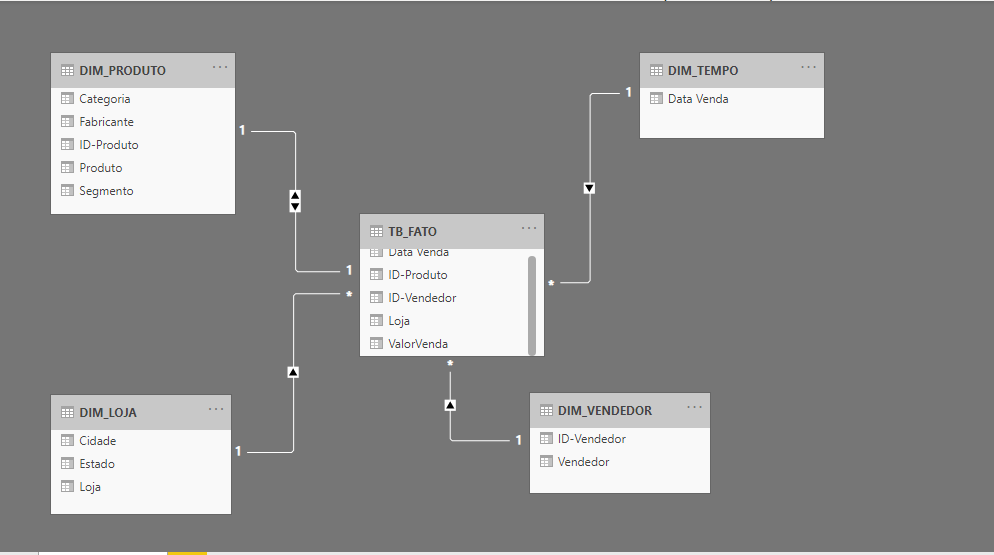 DIM_PRODUTO ...
Categoria
Fabricante
ID-Produto
Produto
Segmento
1
1
DIM_TEMPO ...
Data Venda
1
*
TB_FATO ...
Data Venda
ID-Produto
ID-Vendedor
Loja
ValorVenda
*
*
DIM_LOJA ...
Cidade
Estado
Loja
1
DIM_VENDEDOR ...
ID-Vendedor
Vendedor
1